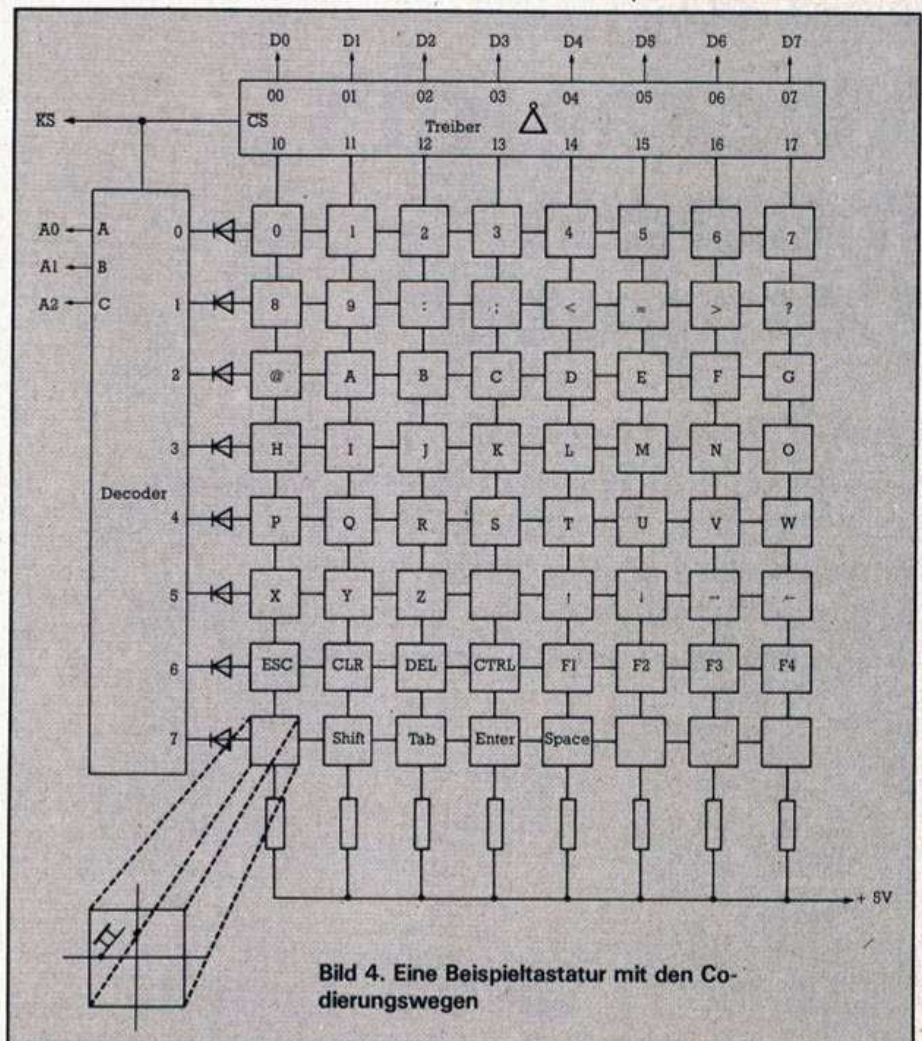 D0 D1 D2 D3 D4 D5 D6 D7
00 01 02 03 04 05 06 07
KS
CS Treiber
10 11 12 13 14 15 16 17
A0 A 0 0 1 2 3 4 5 6 7
A1 B
A2 C 1 8 9 : ; < = > ?
2 @ A B C D E F G
3 H I J K L M N O
Decoder
4 P Q R S T U V W
5 X Y Z ↑ ↓ → ←
6 ESC CLR DEL CTRL F1 F2 F3 F4
7 Shift Tab Enter Space
+ 5V
Bild 4. Eine Beispieltastatur mit den Co-
dierungswegen